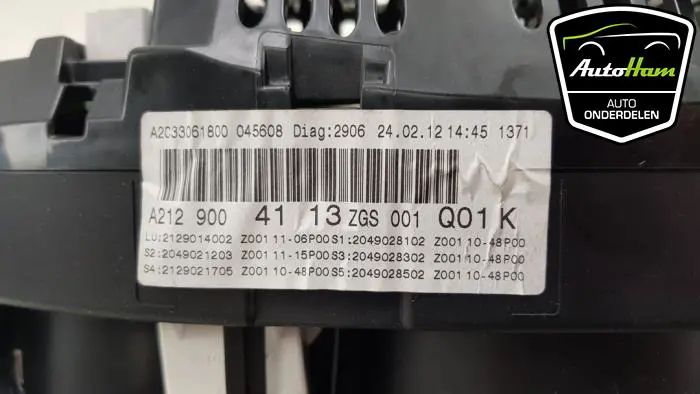 AutoHam
AUTO
ONDERDELEN
A2C33061800 045608 Diag:2906 24.02.12 14:45 1371
A212 900 41 13 ZGS 001 Q01 K
LU:2129014002 Z001 11-06P00 S1:2049028102 Z001 10-48P00
S2:2049021203 Z001 11-15P00 S3:2049028302 Z001 10-48P00
S4:2129021705 Z001 10-48P00 S5:2049028502 Z001 10-48P00